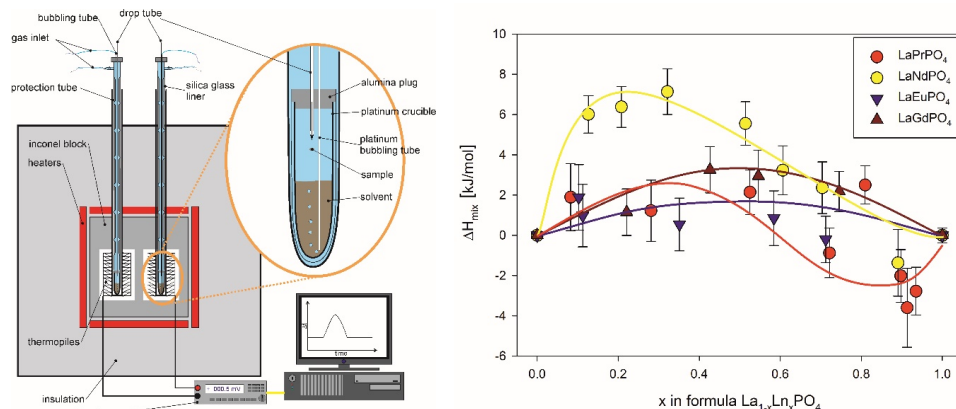 drop tube
bubbling tube
gas inlet
protection tube
silica glass
liner
inconel block
heaters
thermopiles
insulation
alumina plug
platinum crucible
platinum
bubbling tube
sample
solvent
000.5 mV
ΔHmix [kJ/mol]
10
8
6
4
2
0
-2
-4
-6
0.0
0.2
0.4
0.6
0.8
1.0
x in formula La1-xLnxPO4
LaPrPO4
LaNdPO4
LaEuPO4
LaGdPO4